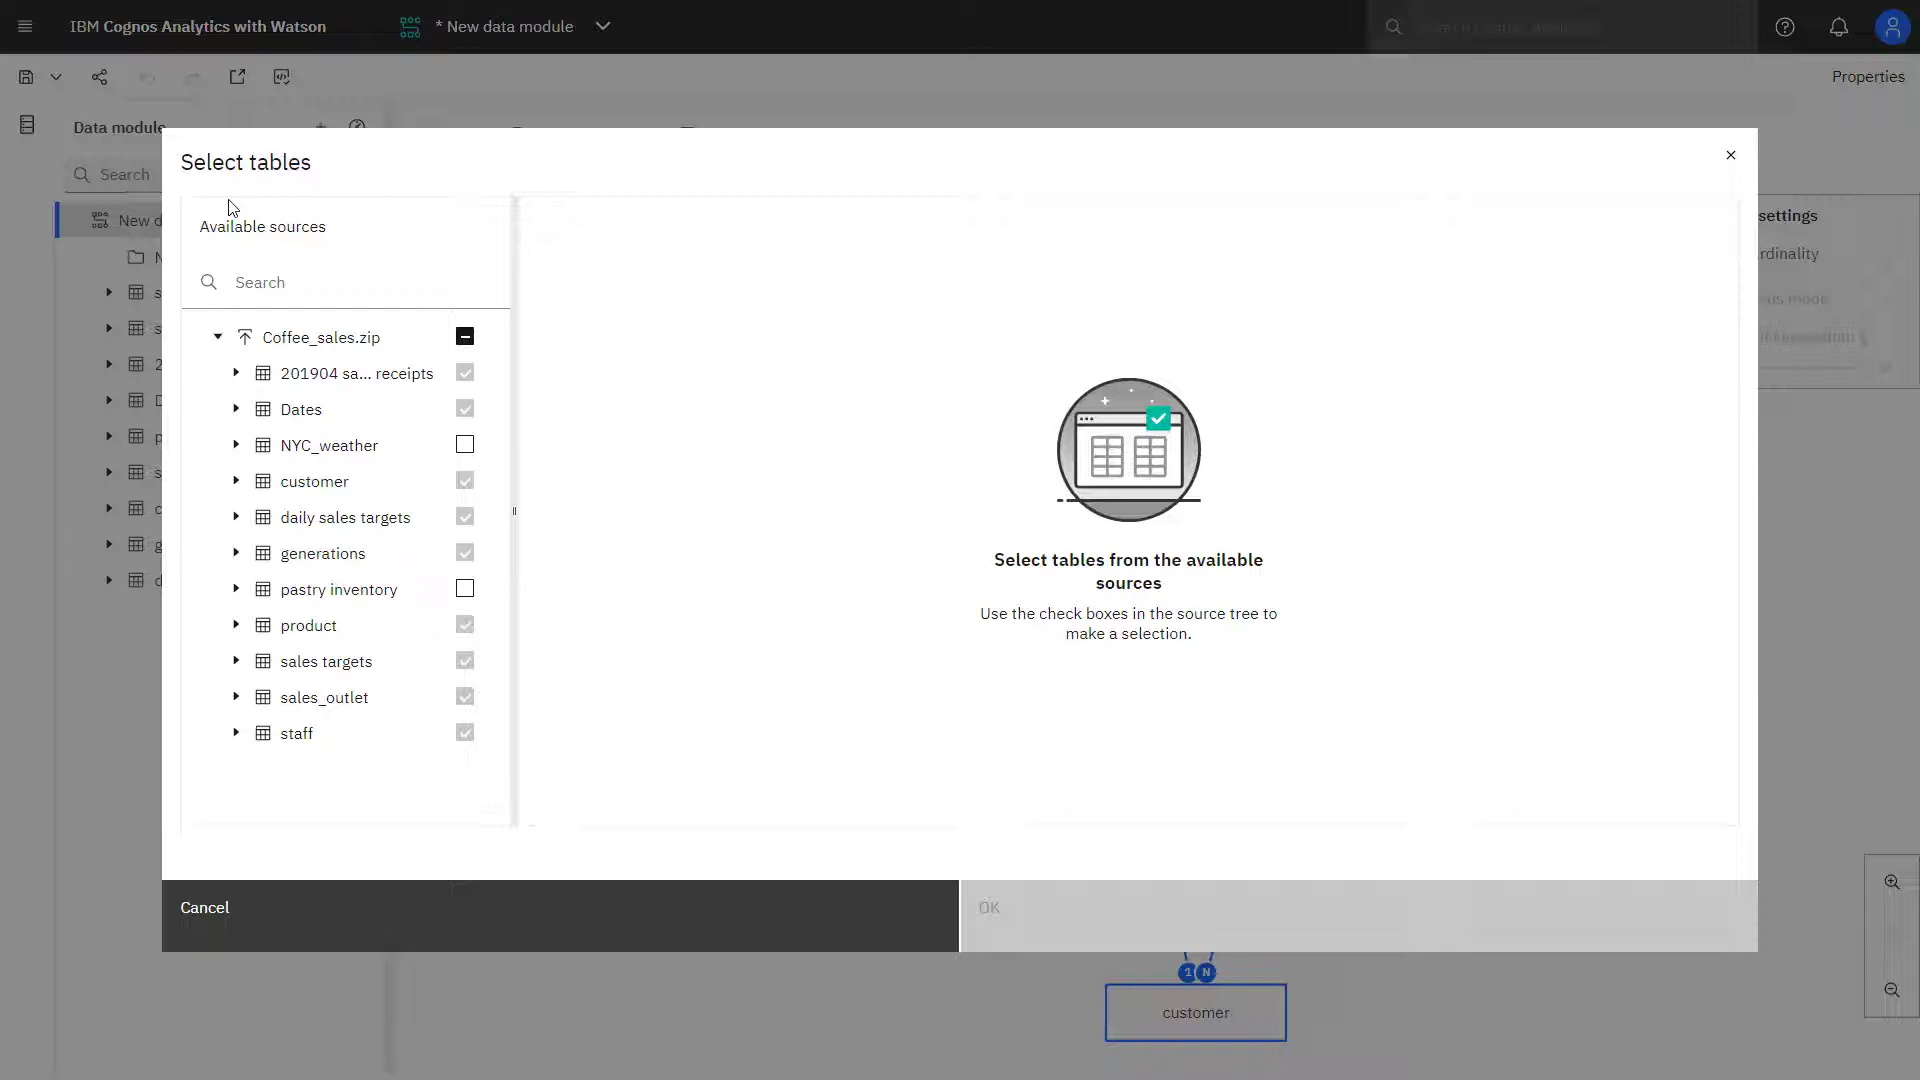 IBM Cognos Analytics with Watson
* New data module
Properties
Data module
Search
New d
settings
rdinality
Select tables
Available sources
Search
Coffee_sales.zip
201904 sa... receipts
Dates
NYC_weather
customer
daily sales targets
generations
pastry inventory
product
sales targets
sales_outlet
staff
Select tables from the available
sources
Use the check boxes in the source tree to
make a selection.
Cancel
OK
1 N
customer